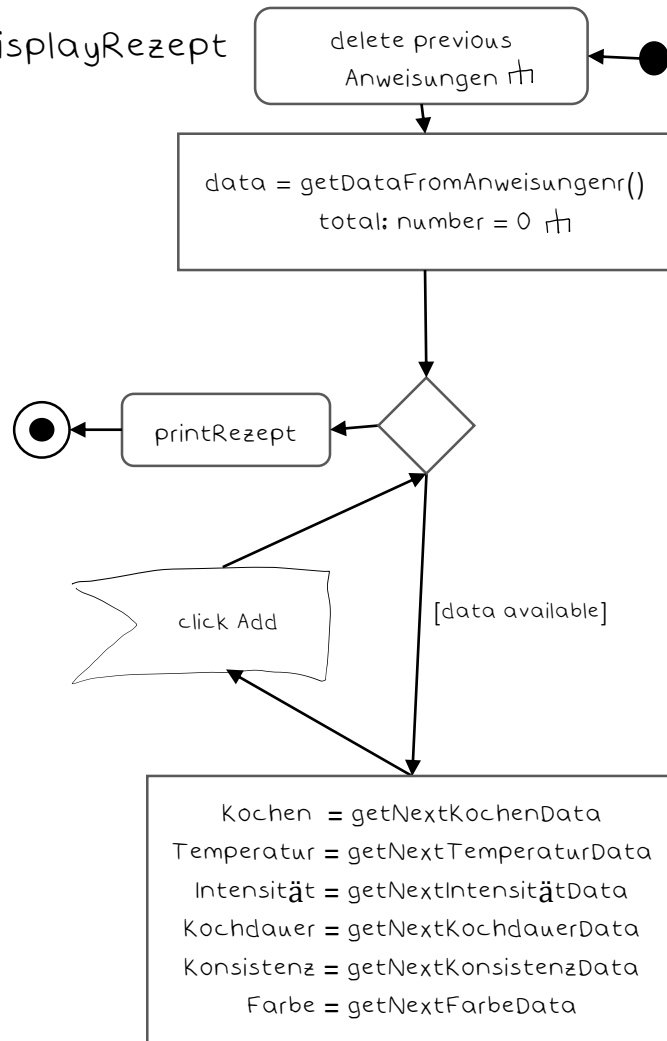 isplayRezept
delete previous
Anweisungen
data = getDataFromAnweisungenr()
total: number = 0
printRezept
click Add
[data available]
Kochen = getNextKochenData
Temperatur = getNextTemperaturData
Intensität = getNextIntensitätData
Kochdauer = getNextKochdauerData
Konsistenz = getNextKonsistenzData
Farbe = getNextFarbeData